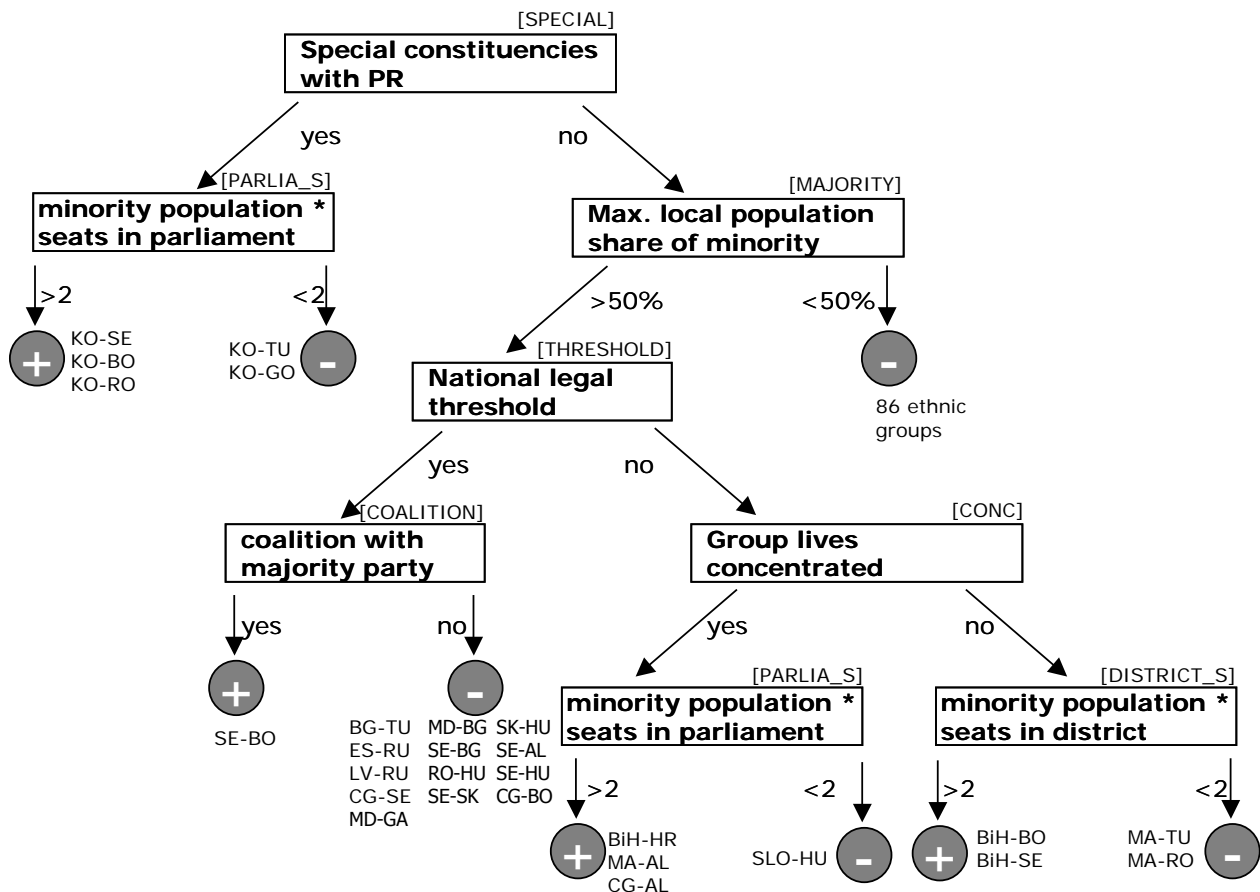 [SPECIAL]
Special constituencies
with PR
yes
no
[PARLIA_S]
minority population *
seats in parliament
[MAJORITY]
Max. local population
share of minority
>2
<2
>50%
<50%
+
KO-SE
KO-BO
KO-RO
KO-TU
KO-GO
-
-
86 ethnic
groups
[THRESHOLD]
National legal
threshold
yes
no
[COALITION]
coalition with
majority party
[CONC]
Group lives
concentrated
yes
no
yes
no
+
SE-BO
-
BG-TU MD-BG SK-HU
ES-RU SE-BG SE-AL
LV-RU RO-HU SE-HU
CG-SE SE-SK CG-BO
MD-GA
[PARLIA_S]
minority population *
seats in parliament
[DISTRICT_S]
minority population *
seats in district
>2
<2
>2
<2
+
BiH-HR
MA-AL
CG-AL
SLO-HU
-
+
BiH-BO
BiH-SE
MA-TU
MA-RO
-